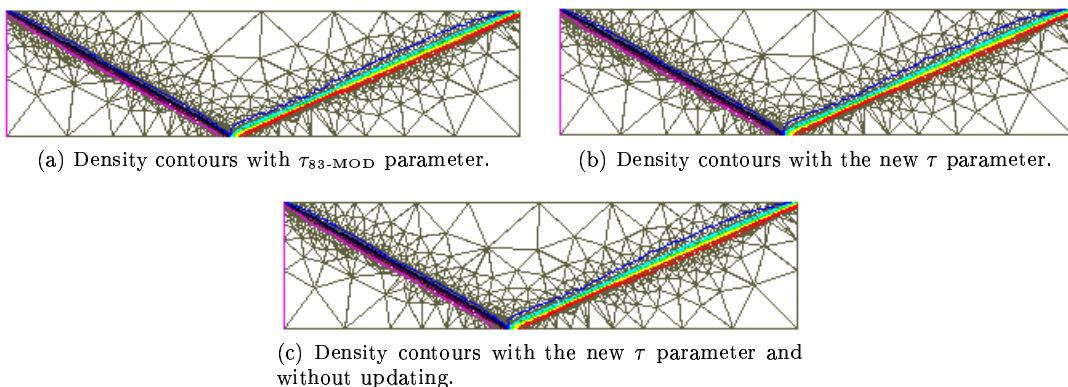 (a) Density contours with τ83-MOD parameter.
(b) Density contours with the new τ parameter.
(c) Density contours with the new τ parameter and
without updating.